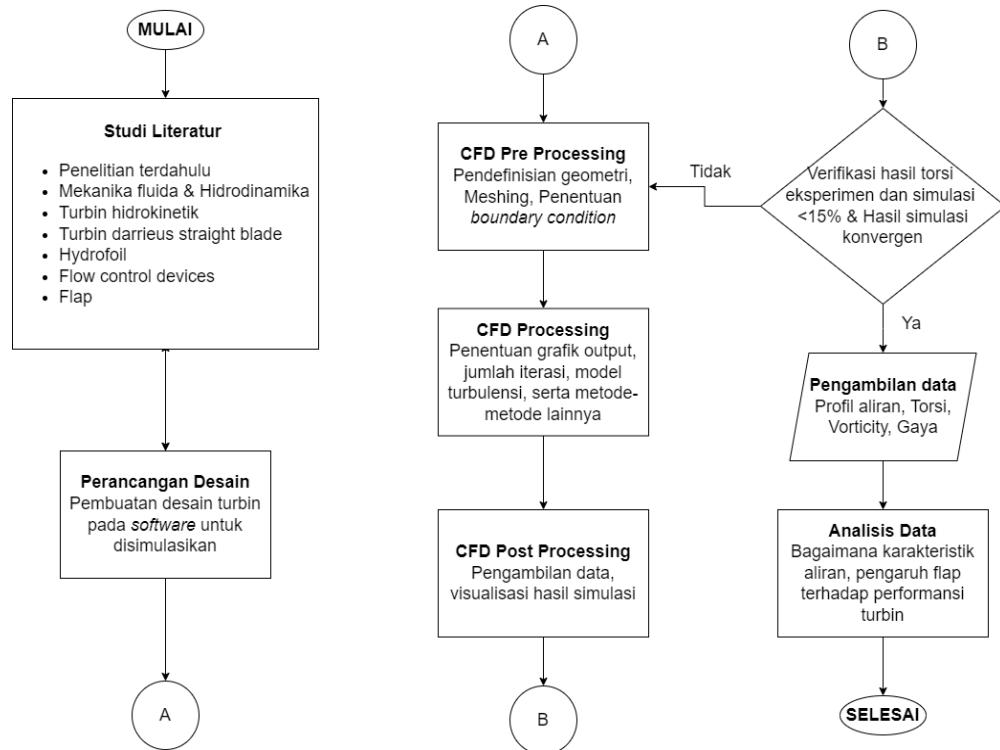 MULAI
Studi Literatur
• Penelitian terdahulu
• Mekanika fluida & Hidrodinamika
• Turbin hidrokinetik
• Turbin darrieus straight blade
• Hydrofoil
• Flow control devices
• Flap
Perancangan Desain
Pembuatan desain turbin
pada software untuk
disimulasikan
A
A
CFD Pre Processing
Pendefinisian geometri,
Meshing, Penentuan
boundary condition
CFD Processing
Penentuan grafik output,
jumlah iterasi, model
turbulensi, serta metode-
metode lainnya
CFD Post Processing
Pengambilan data,
visualisasi hasil simulasi
B
B
Verifikasi hasil torsi
eksperimen dan simulasi
<15% & Hasil simulasi
konvergen
Tidak
Ya
Pengambilan data
Profil aliran, Torsi,
Vorticity, Gaya
Analisis Data
Bagaimana karakteristik
aliran, pengaruh flap
terhadap performansi
turbin
SELESAI